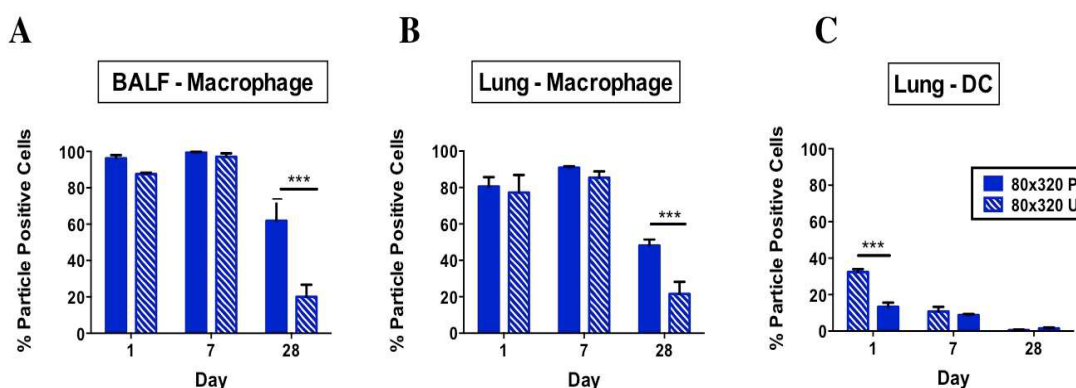 A
B
C
BALF - Macrophage
Lung - Macrophage
Lung - DC
% Particle Positive Cells
100
80
60
40
20
0
***
1 7 28
Day
% Particle Positive Cells
100
80
60
40
20
0
***
1 7 28
Day
% Particle Positive Cells
100
80
60
40
20
0
***
80x320 P
80x320 U
1 7 28
Day